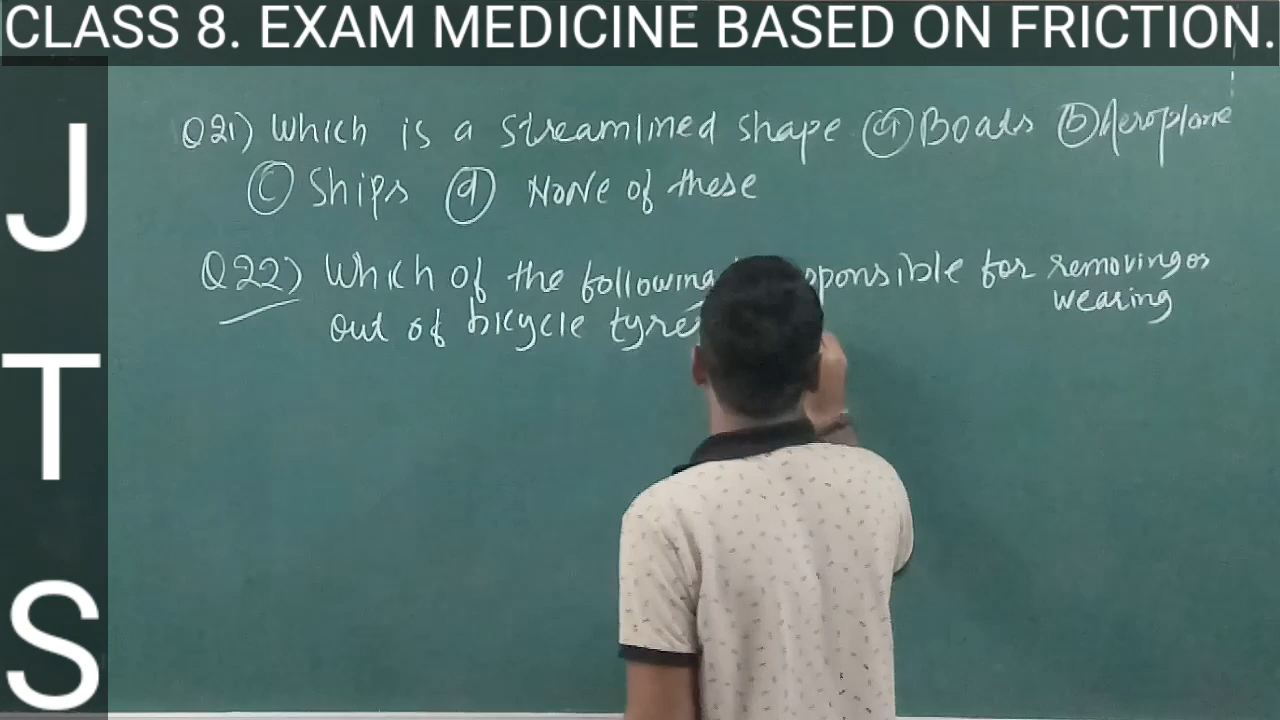 CLASS 8. EXAM MEDICINE BASED ON FRICTION.
J
T
S
Q21) Which is a streamlined shape (a) Boats (b) Aeroplane
(c) Ships (d) NoNe of these
Q22) Which of the following sponsible for removing or
wearing
out of bicycle tyre